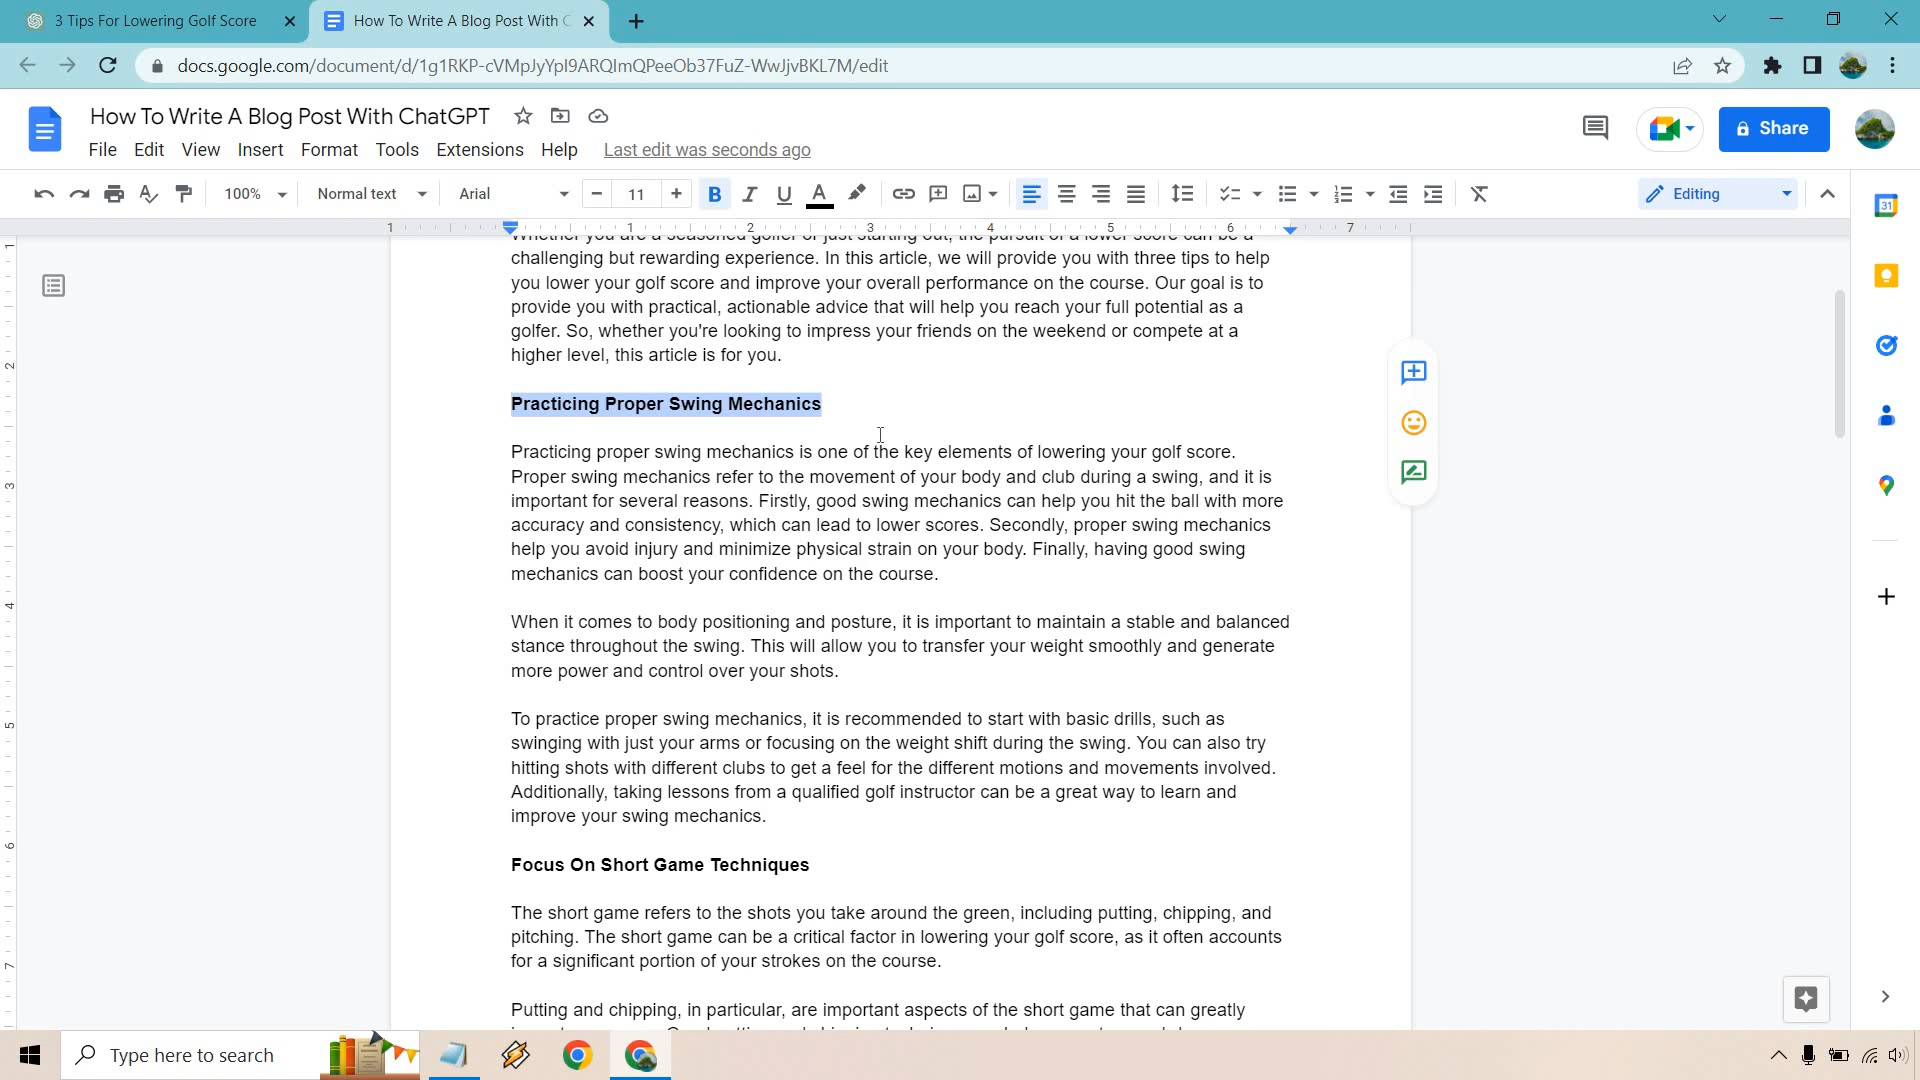 3 Tips For Lowering Golf Score
How To Write A Blog Post With C
docs.google.com/document/d/1g1RKP-cVMpJyYpI9ARQImQPeeOb37FuZ-WwJjvBKL7M/edit
How To Write A Blog Post With ChatGPT
Share
File Edit View Insert Format Tools Extensions Help Last edit was seconds ago
100% Normal text Arial 11 B I U A Editing
31
1 1 2 3 4 5 6 7
Whether you are a seasoned golfer or just starting out, the pursuit of a lower score can be a
challenging but rewarding experience. In this article, we will provide you with three tips to help
you lower your golf score and improve your overall performance on the course. Our goal is to
provide you with practical, actionable advice that will help you reach your full potential as a
golfer. So, whether you're looking to impress your friends on the weekend or compete at a
higher level, this article is for you.
Practicing Proper Swing Mechanics
Practicing proper swing mechanics is one of the key elements of lowering your golf score.
Proper swing mechanics refer to the movement of your body and club during a swing, and it is
important for several reasons. Firstly, good swing mechanics can help you hit the ball with more
accuracy and consistency, which can lead to lower scores. Secondly, proper swing mechanics
help you avoid injury and minimize physical strain on your body. Finally, having good swing
mechanics can boost your confidence on the course.
When it comes to body positioning and posture, it is important to maintain a stable and balanced
stance throughout the swing. This will allow you to transfer your weight smoothly and generate
more power and control over your shots.
To practice proper swing mechanics, it is recommended to start with basic drills, such as
swinging with just your arms or focusing on the weight shift during the swing. You can also try
hitting shots with different clubs to get a feel for the different motions and movements involved.
Additionally, taking lessons from a qualified golf instructor can be a great way to learn and
improve your swing mechanics.
Focus On Short Game Techniques
The short game refers to the shots you take around the green, including putting, chipping, and
pitching. The short game can be a critical factor in lowering your golf score, as it often accounts
for a significant portion of your strokes on the course.
Putting and chipping, in particular, are important aspects of the short game that can greatly
1
2
3
4
5
6
7
Type here to search